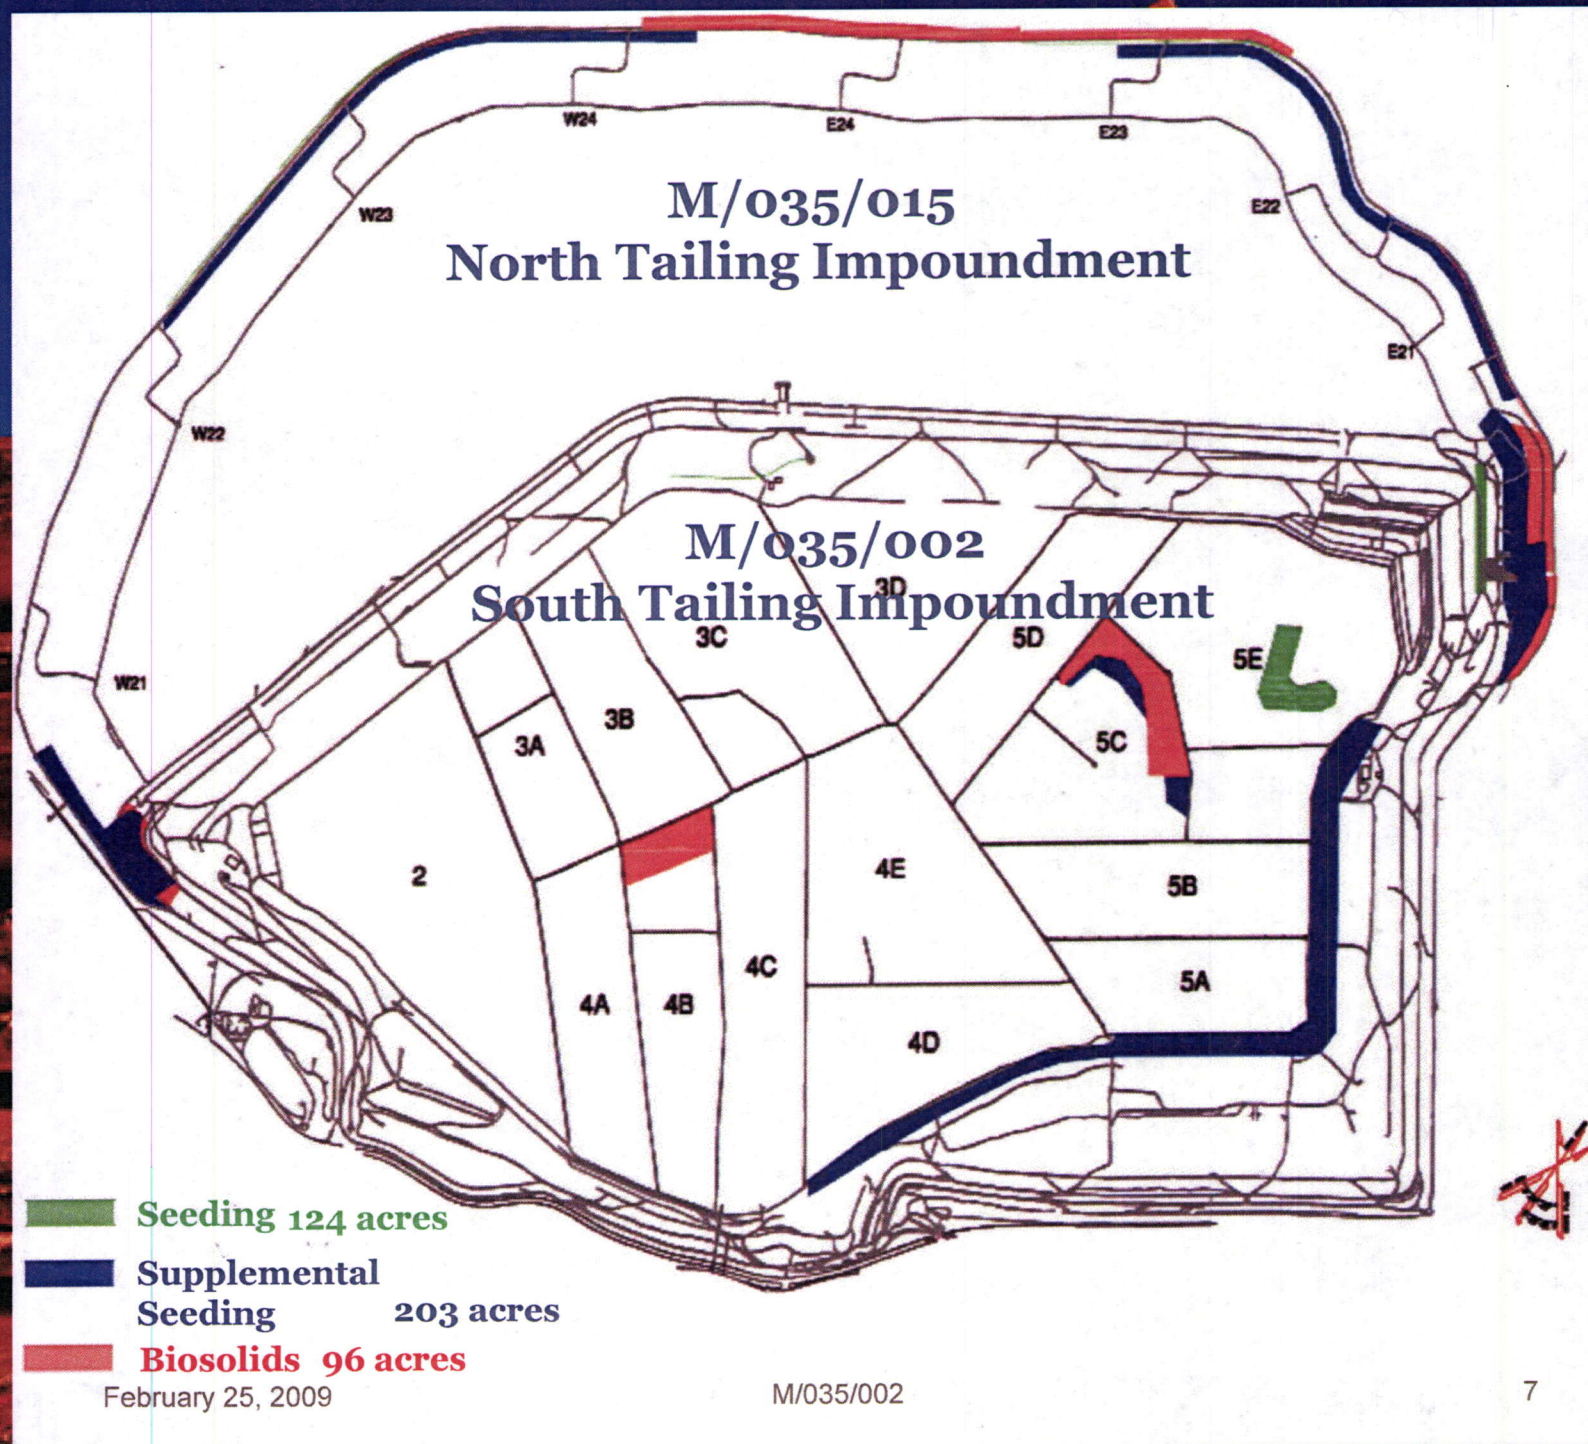 W24
E24
E23
M/035/015
North Tailing Impoundment
W23
E22
E21
W22
M/035/002
South Tailing Impoundment
3D
3C
5D
5E
W21
3B
3A
5C
2
4E
5B
4C
5A
4A
4B
4D
Seeding 124 acres
Supplemental
Seeding 203 acres
Biosolids 96 acres
February 25, 2009 M/035/002 7